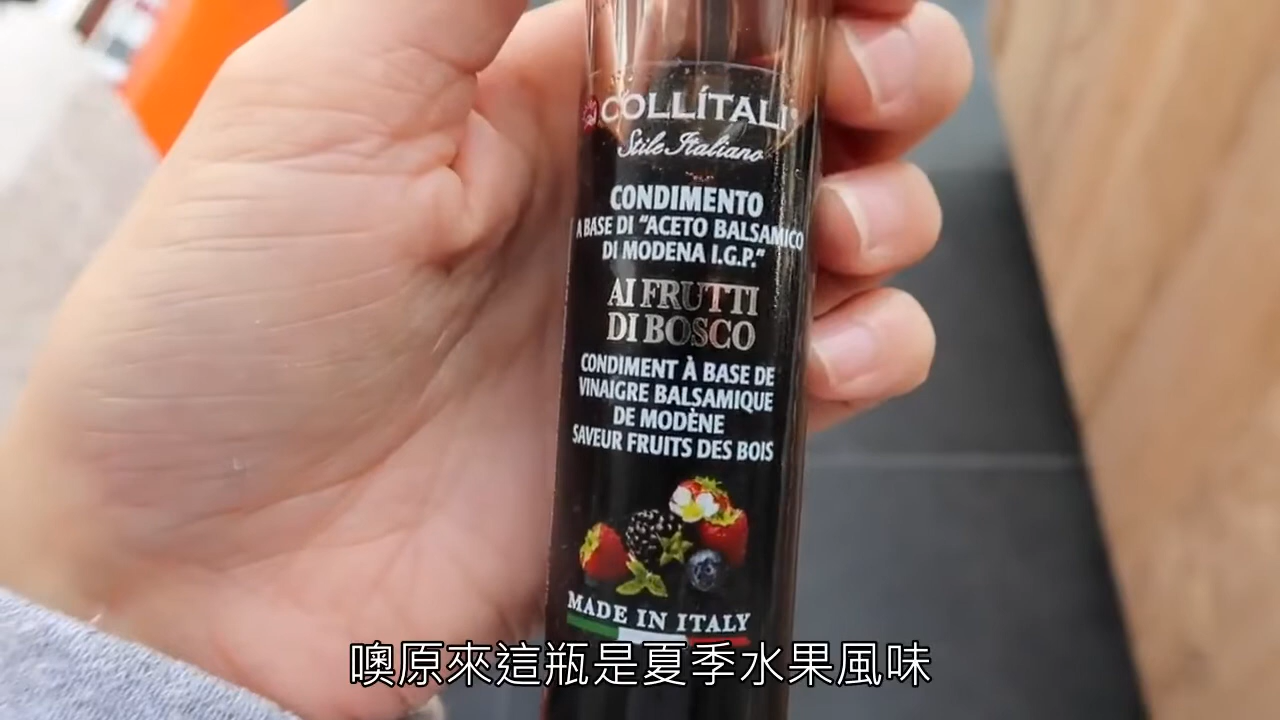 COLLÍTALI
Stile Italiano
CONDIMENTO
A BASE DI “ACETO BALSAMICO
DI MODENA I.G.P.”
AI FRUTTI
DI BOSCO
CONDIMENT À BASE DE
VINAIGRE BALSAMIQUE
DE MODÈNE
SAVEUR FRUITS DES BOIS
MADE IN ITALY
噢原來這瓶是夏季水果風味